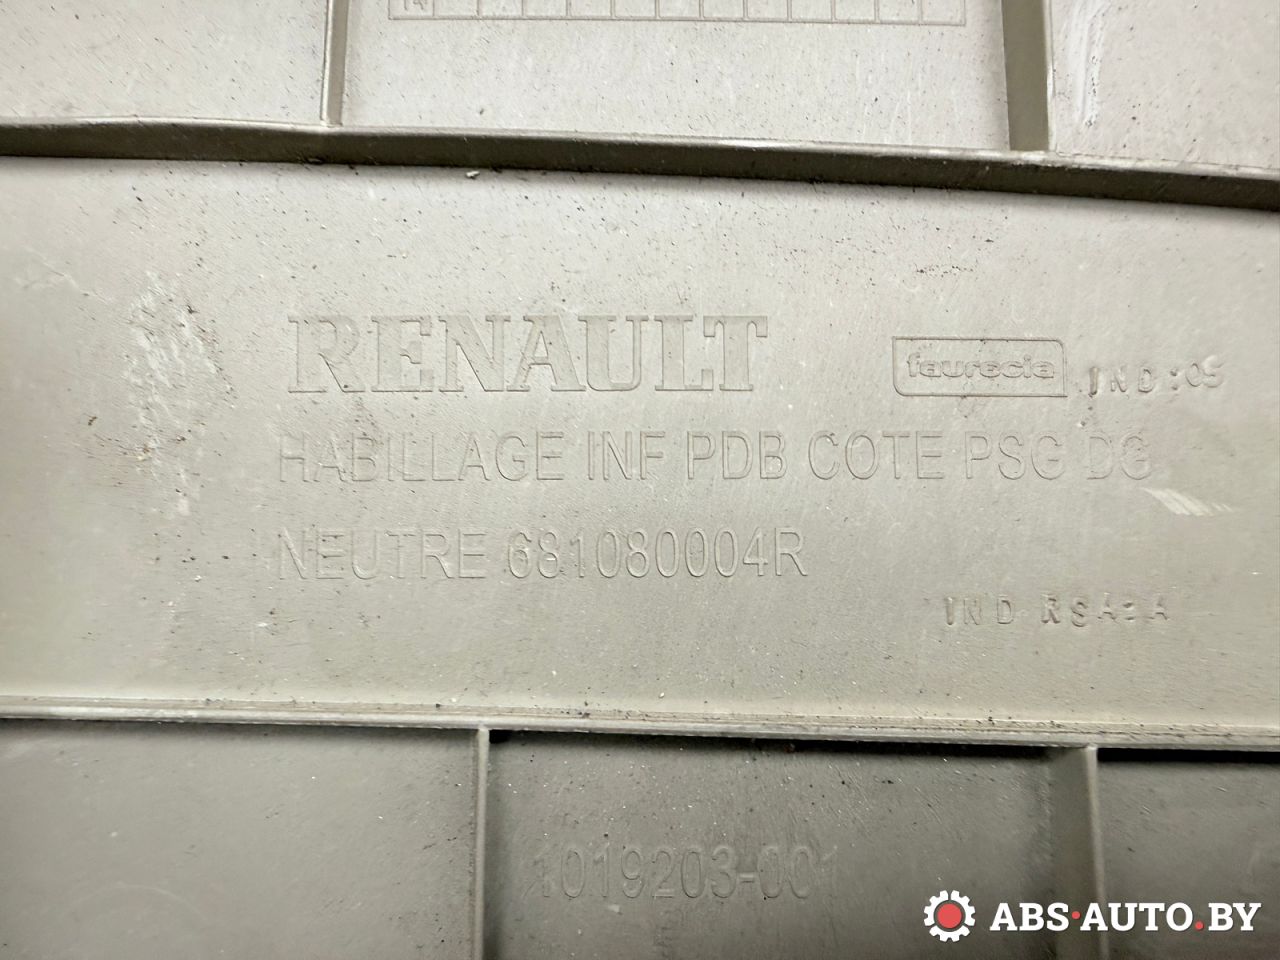 RENAULT
faurecia IND:05
HABILLAGE INF PDB COTE PSG DG
NEUTRE 681080004R
IND RSA:A
1019203-001
ABS·AUTO.BY